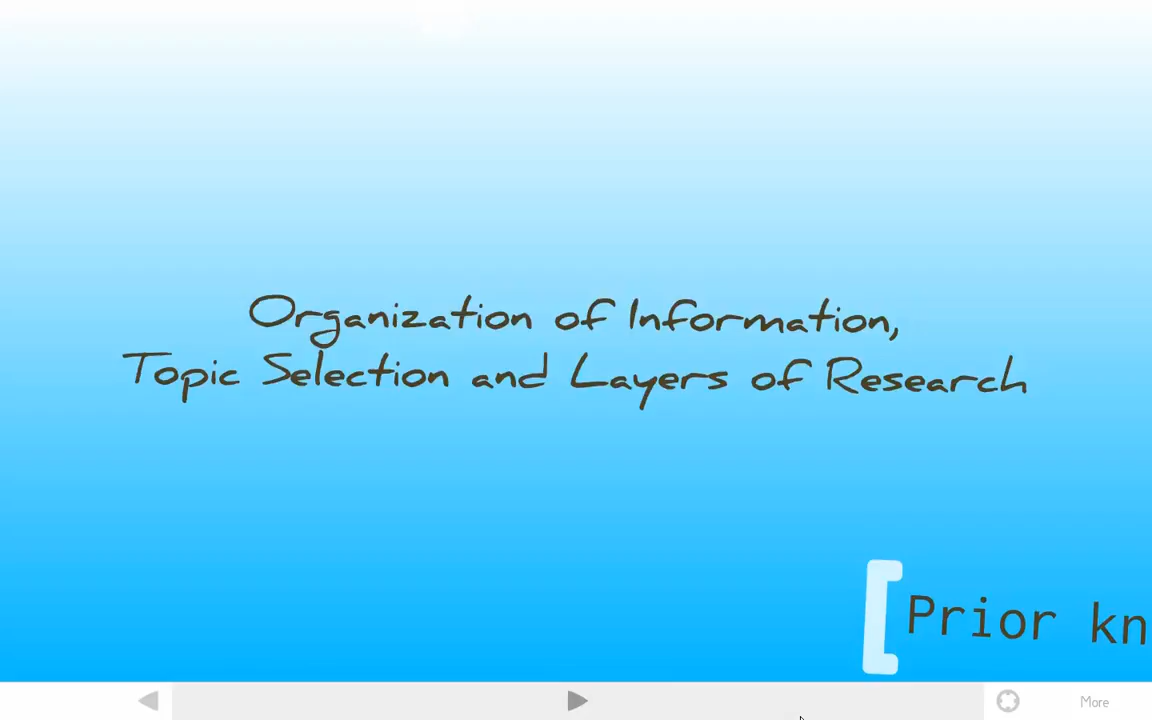 Organization of Information,
Topic Selection and Layers of Research
[Prior kn
More